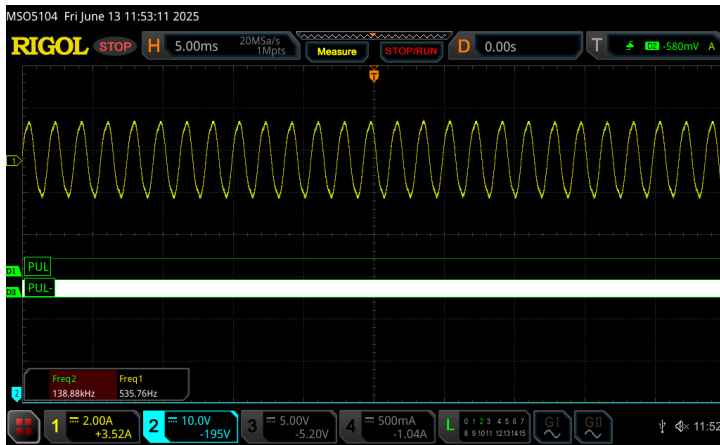 MSO5104 Fri June 13 11:53:11 2025
RIGOL STOP H 5.00ms 20MSa/s 1Mpts Measure STOP/RUN D 0.00s T D2 -580mV A
T
1
D1 PUL
D2 PUL-
Freq2 Freq1
138.88kHz 535.76Hz
2
1 2.00A +3.52A 2 10.0V -195V 3 5.00V -5.20V 4 500mA -1.04A L 0 1 2 3 4 5 6 7 8 9 10 11 12 13 14 15 GI GII 11:52